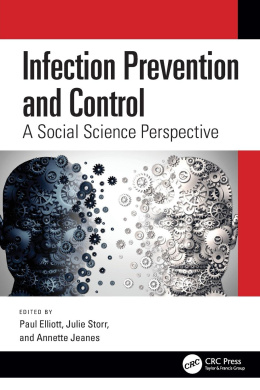 Infection Prevention
and Control
A Social Science Perspective
EDITED BY
Paul Elliott, Julie Storr,
and Annette Jeanes
CRC
CRC Press
Taylor & Francis Group